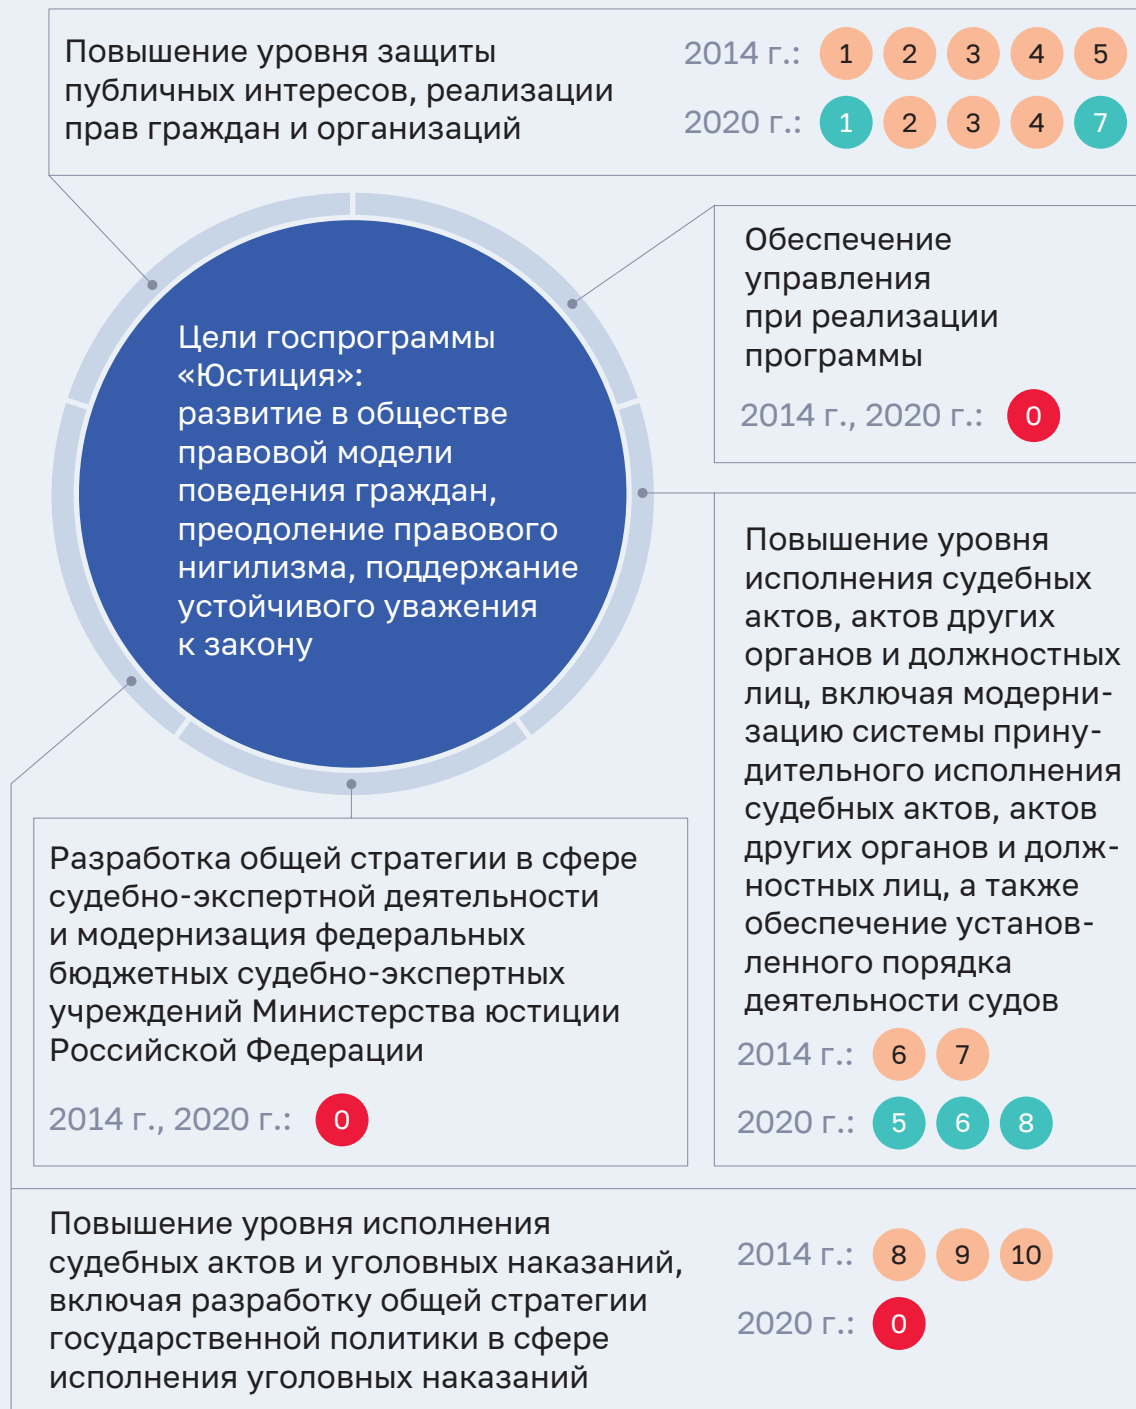 Повышение уровня защиты
публичных интересов, реализации
прав граждан и организаций
2014 г.: 1 2 3 4 5
2020 г.: 1 2 3 4 7
Обеспечение
управления
при реализации
программы
2014 г., 2020 г.: 0
Цели госпрограммы
«Юстиция»:
развитие в обществе
правовой модели
поведения граждан,
преодоление правового
нигилизма, поддержание
устойчивого уважения
к закону
Повышение уровня
исполнения судебных
актов, актов других
органов и должностных
лиц, включая модерни-
зацию системы прину-
дительного исполнения
судебных актов, актов
других органов и долж-
ностных лиц, а также
обеспечение установ-
ленного порядка
деятельности судов
2014 г.: 6 7
2020 г.: 5 6 8
Разработка общей стратегии в сфере
судебно-экспертной деятельности
и модернизация федеральных
бюджетных судебно-экспертных
учреждений Министерства юстиции
Российской Федерации
2014 г., 2020 г.: 0
Повышение уровня исполнения
судебных актов и уголовных наказаний,
включая разработку общей стратегии
государственной политики в сфере
исполнения уголовных наказаний
2014 г.: 8 9 10
2020 г.: 0